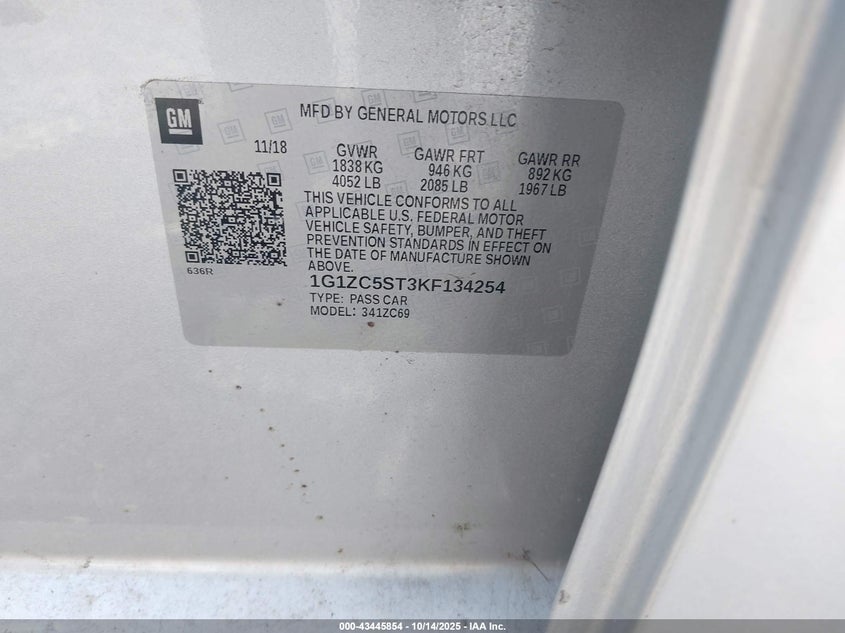 GM
MFD BY GENERAL MOTORS LLC
11/18
GVWR
1838 KG
4052 LB
GAWR FRT
946 KG
2085 LB
GAWR RR
892 KG
1967 LB
THIS VEHICLE CONFORMS TO ALL
APPLICABLE U.S. FEDERAL MOTOR
VEHICLE SAFETY, BUMPER, AND THEFT
PREVENTION STANDARDS IN EFFECT ON
THE DATE OF MANUFACTURE SHOWN
ABOVE.
636R
1G1ZC5ST3KF134254
TYPE: PASS CAR
MODEL: 341ZC69
000-43445854 - 10/14/2025 - IAA Inc.